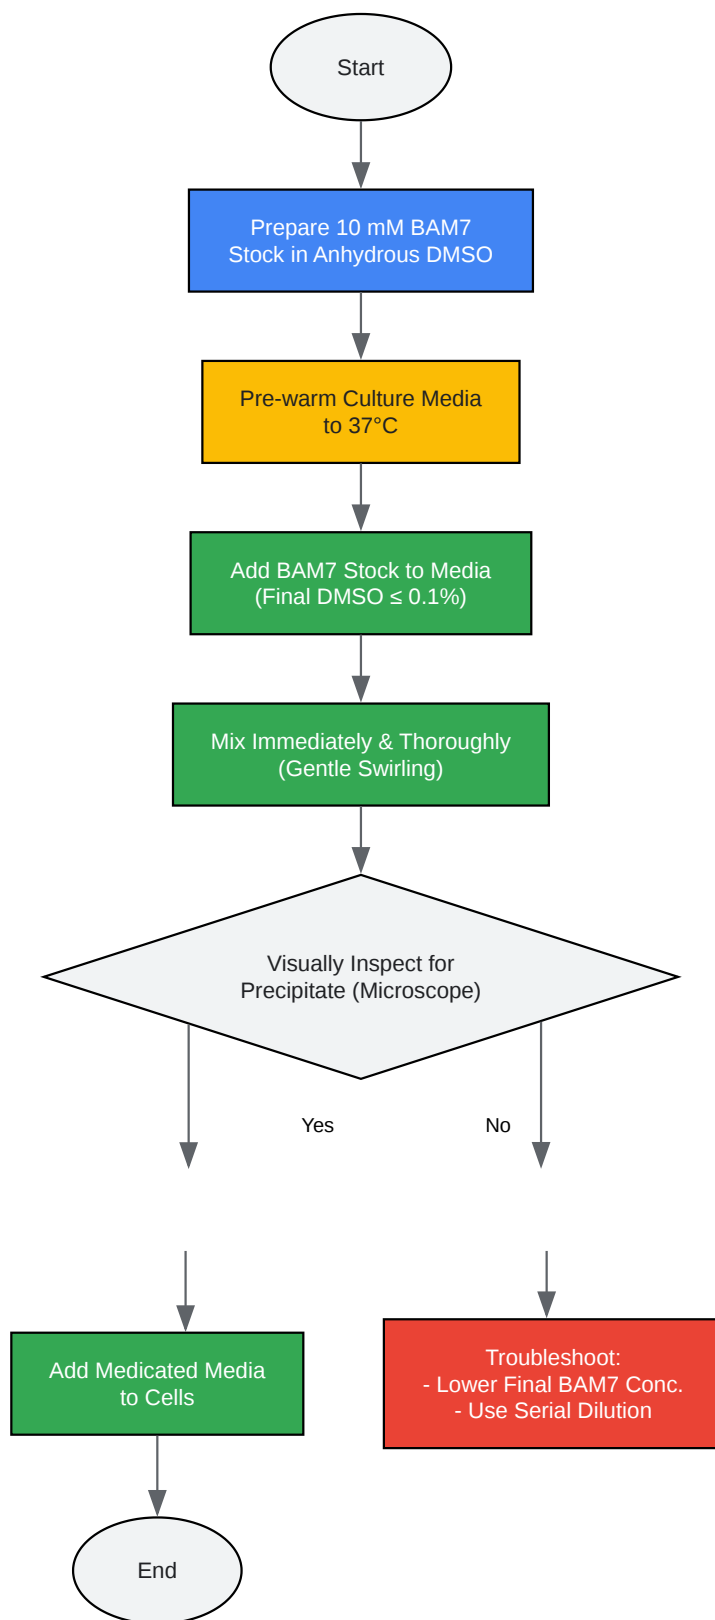 Start
Prepare 10 mM BAM7
Stock in Anhydrous DMSO
Pre-warm Culture Media
to 37°C
Add BAM7 Stock to Media
(Final DMSO ≤ 0.1%)
Mix Immediately & Thoroughly
(Gentle Swirling)
Visually Inspect for
Precipitate (Microscope)
Yes
No
Add Medicated Media
to Cells
Troubleshoot:
- Lower Final BAM7 Conc.
- Use Serial Dilution
End